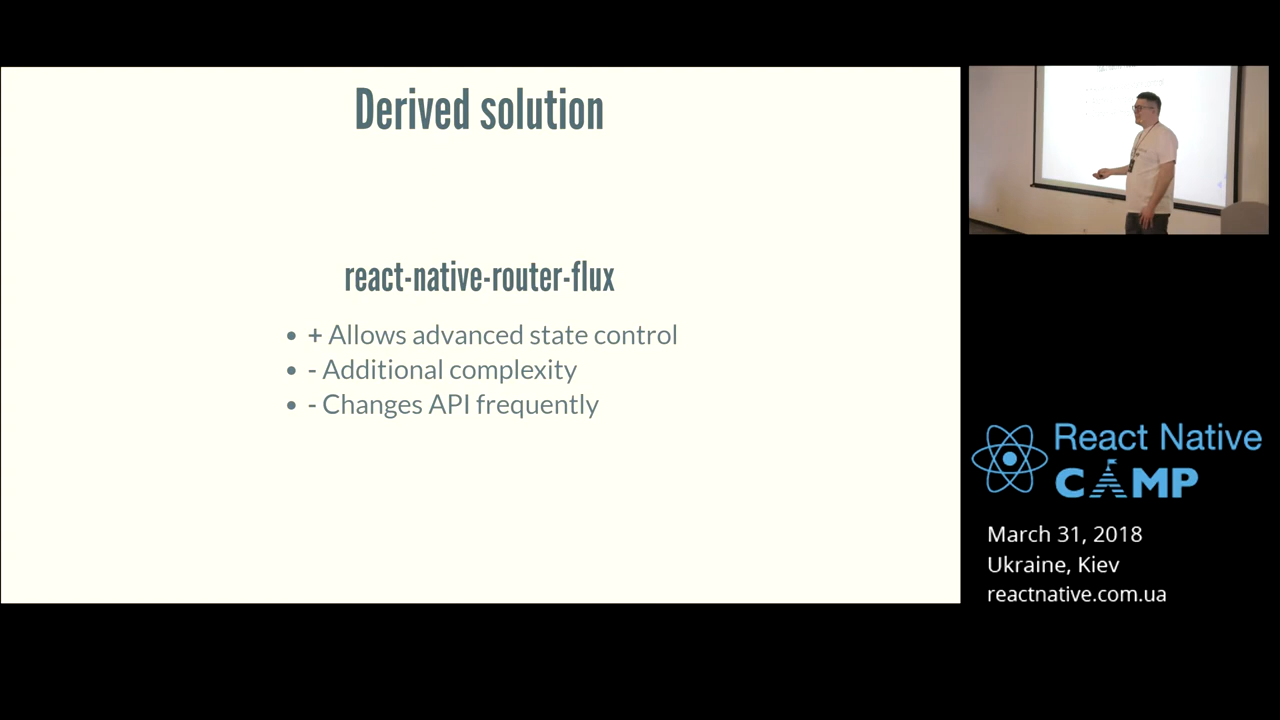 Derived solution
react-native-router-flux
• + Allows advanced state control
• - Additional complexity
• - Changes API frequently
React Native
CAMP
March 31, 2018
Ukraine, Kiev
reactnative.com.ua